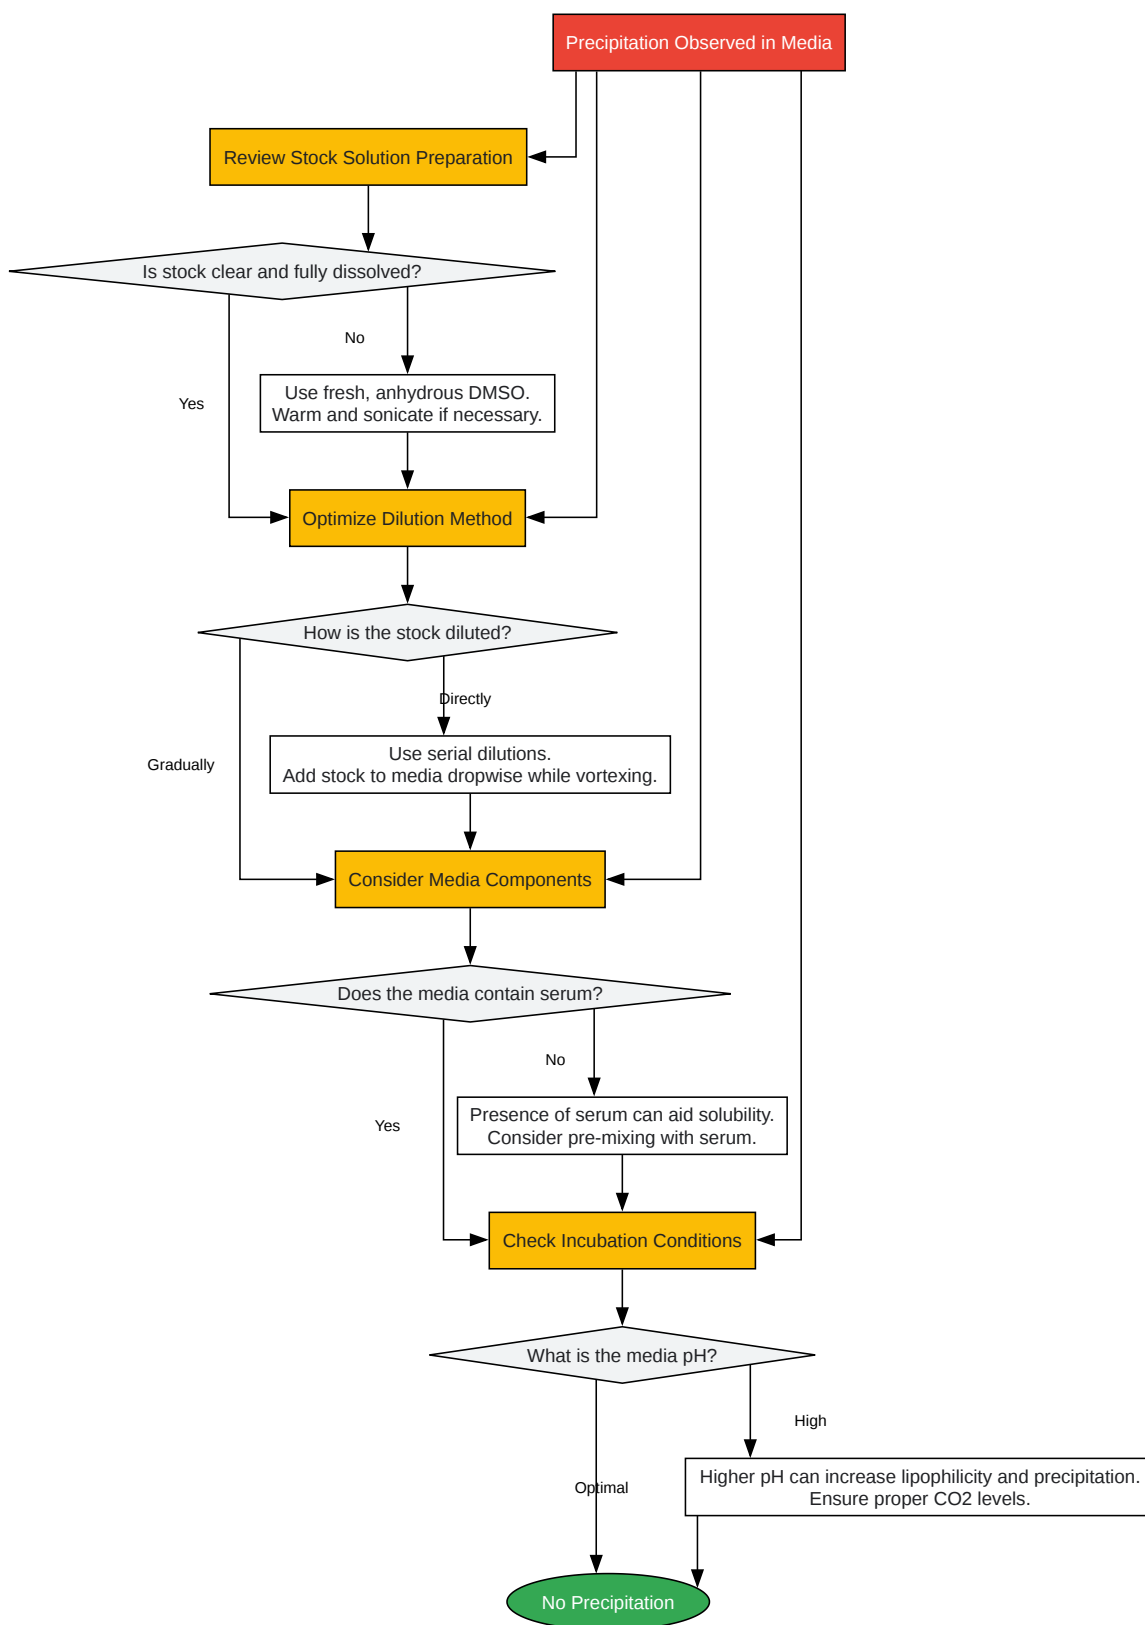 Precipitation Observed in Media
Review Stock Solution Preparation
Is stock clear and fully dissolved?
No
Use fresh, anhydrous DMSO.
Warm and sonicate if necessary.
Yes
Optimize Dilution Method
How is the stock diluted?
Directly
Use serial dilutions.
Add stock to media dropwise while vortexing.
Gradually
Consider Media Components
Does the media contain serum?
No
Presence of serum can aid solubility.
Consider pre-mixing with serum.
Yes
Check Incubation Conditions
What is the media pH?
High
Higher pH can increase lipophilicity and precipitation.
Ensure proper CO2 levels.
Optimal
No Precipitation